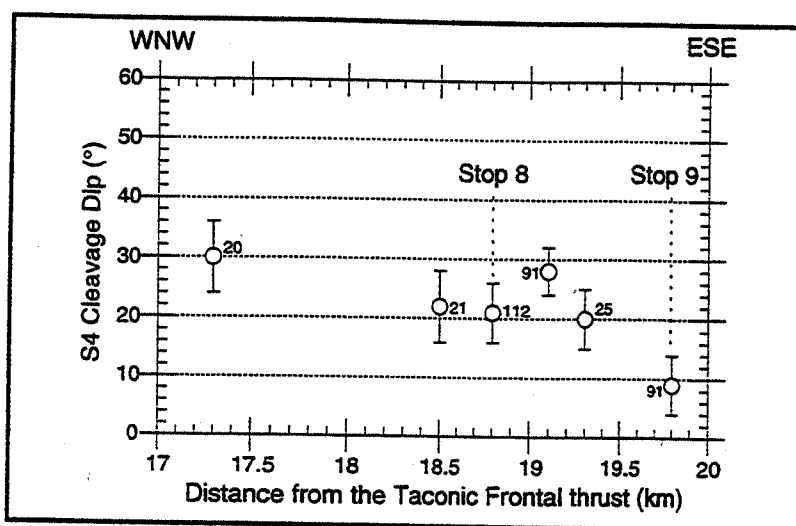 WNW ESE
60
50
40
30
20
10
0
S4 Cleavage Dip (°)
Stop 8 Stop 9
20
21
112
91
25
91
17 17.5 18 18.5 19 19.5 20
Distance from the Taconic Frontal thrust (km)